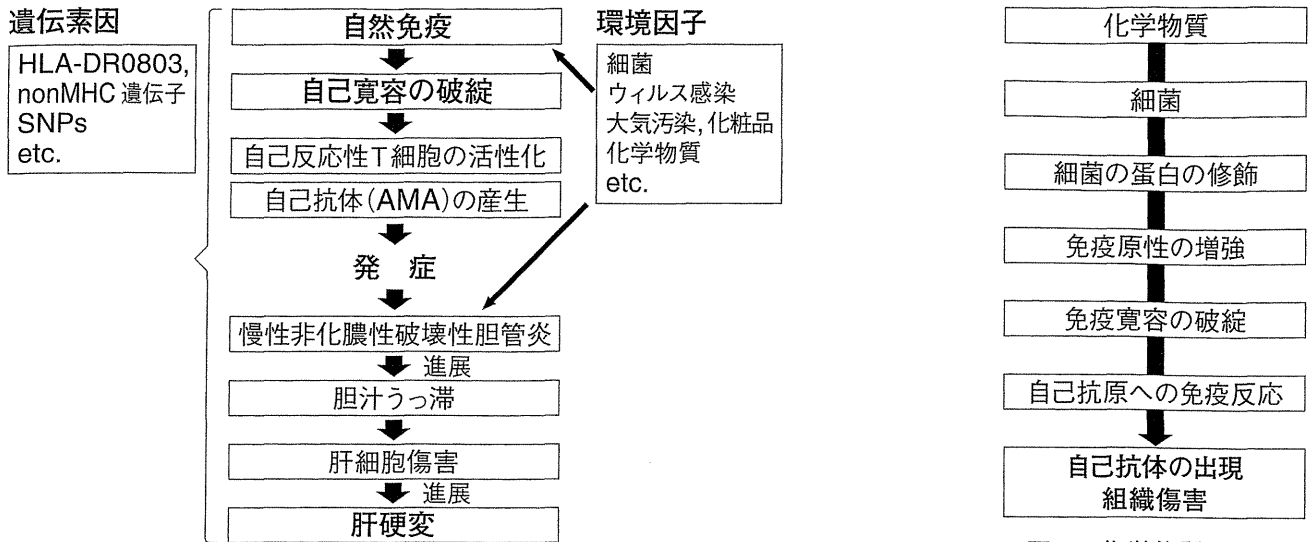 遺伝素因
HLA-DR0803,
nonMHC 遺伝子
SNPs
etc.
自然免疫
自己寛容の破綻
自己反応性T細胞の活性化
自己抗体(AMA)の産生
発 症
慢性非化膿性破壊性胆管炎
進展
胆汁うっ滞
肝細胞傷害
進展
肝硬変
環境因子
細菌
ウィルス感染
大気汚染, 化粧品
化学物質
etc.
化学物質
細菌
細菌の蛋白の修飾
免疫原性の増強
免疫寛容の破綻
自己抗原への免疫反応
自己抗体の出現
組織傷害